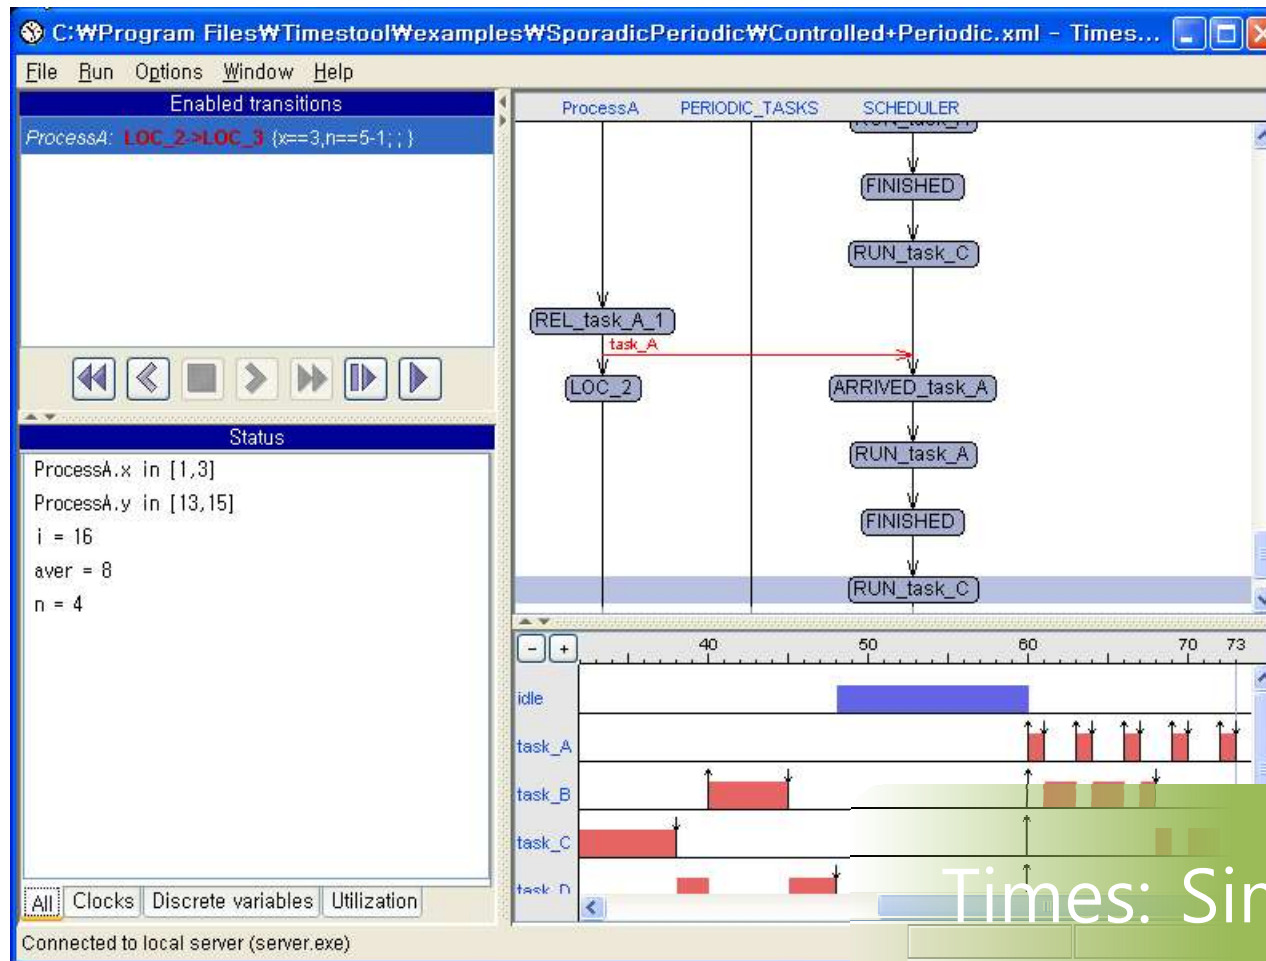 C:₩Program Files₩Timestool₩examples₩SporadicPeriodic₩Controlled+Periodic.xml - Times...
File Run Options Window Help
Enabled transitions
ProcessA: LOC_2->LOC_3 {x==3,n==5-1; ; }
Status
ProcessA.x in [1,3]
ProcessA.y in [13,15]
i = 16
aver = 8
n = 4
All Clocks Discrete variables Utilization
Connected to local server (server.exe)
ProcessA PERIODIC_TASKS SCHEDULER
FINISHED
RUN_task_C
REL_task_A_1
task_A
LOC_2 ARRIVED_task_A
RUN_task_A
FINISHED
RUN_task_C
- + 40 50 60 70 73
idle
task_A
task_B
task_C
task_D
Times: Sir